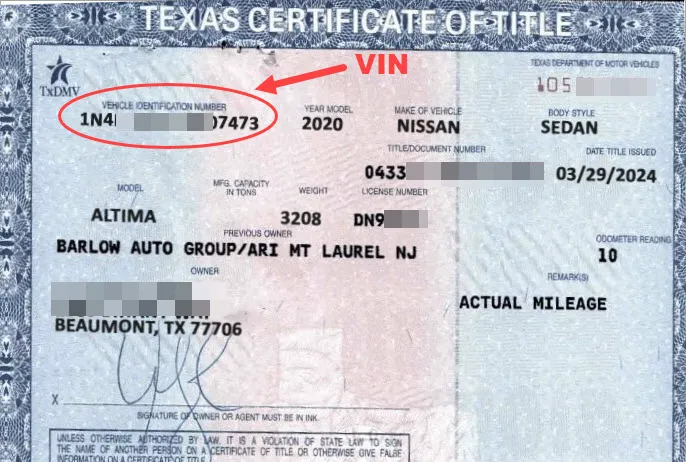 TEXAS CERTIFICATE OF TITLE
VIN
TEXAS DEPARTMENT OF MOTOR VEHICLES
TxDMV
105
VEHICLE IDENTIFICATION NUMBER
YEAR MODEL
MAKE OF VEHICLE
BODY STYLE
1N4 07473
2020
NISSAN
SEDAN
TITLE/DOCUMENT NUMBER
DATE TITLE ISSUED
0433
03/29/2024
MODEL
MFG. CAPACITY
IN TONS
WEIGHT
LICENSE NUMBER
ALTIMA
3208
DN9
PREVIOUS OWNER
ODOMETER READING
BARLOW AUTO GROUP/ARI MT LAUREL NJ
10
OWNER
REMARK(S)
ACTUAL MILEAGE
BEAUMONT, TX 77706
X
SIGNATURE OF OWNER OR AGENT MUST BE IN INK
UNLESS OTHERWISE AUTHORIZED BY LAW, IT IS A VIOLATION OF STATE LAW TO SIGN
THE NAME OF ANOTHER PERSON ON A CERTIFICATE OF TITLE OR OTHERWISE GIVE FALSE
INFORMATION ON A CERTIFICATE OF TITLE.